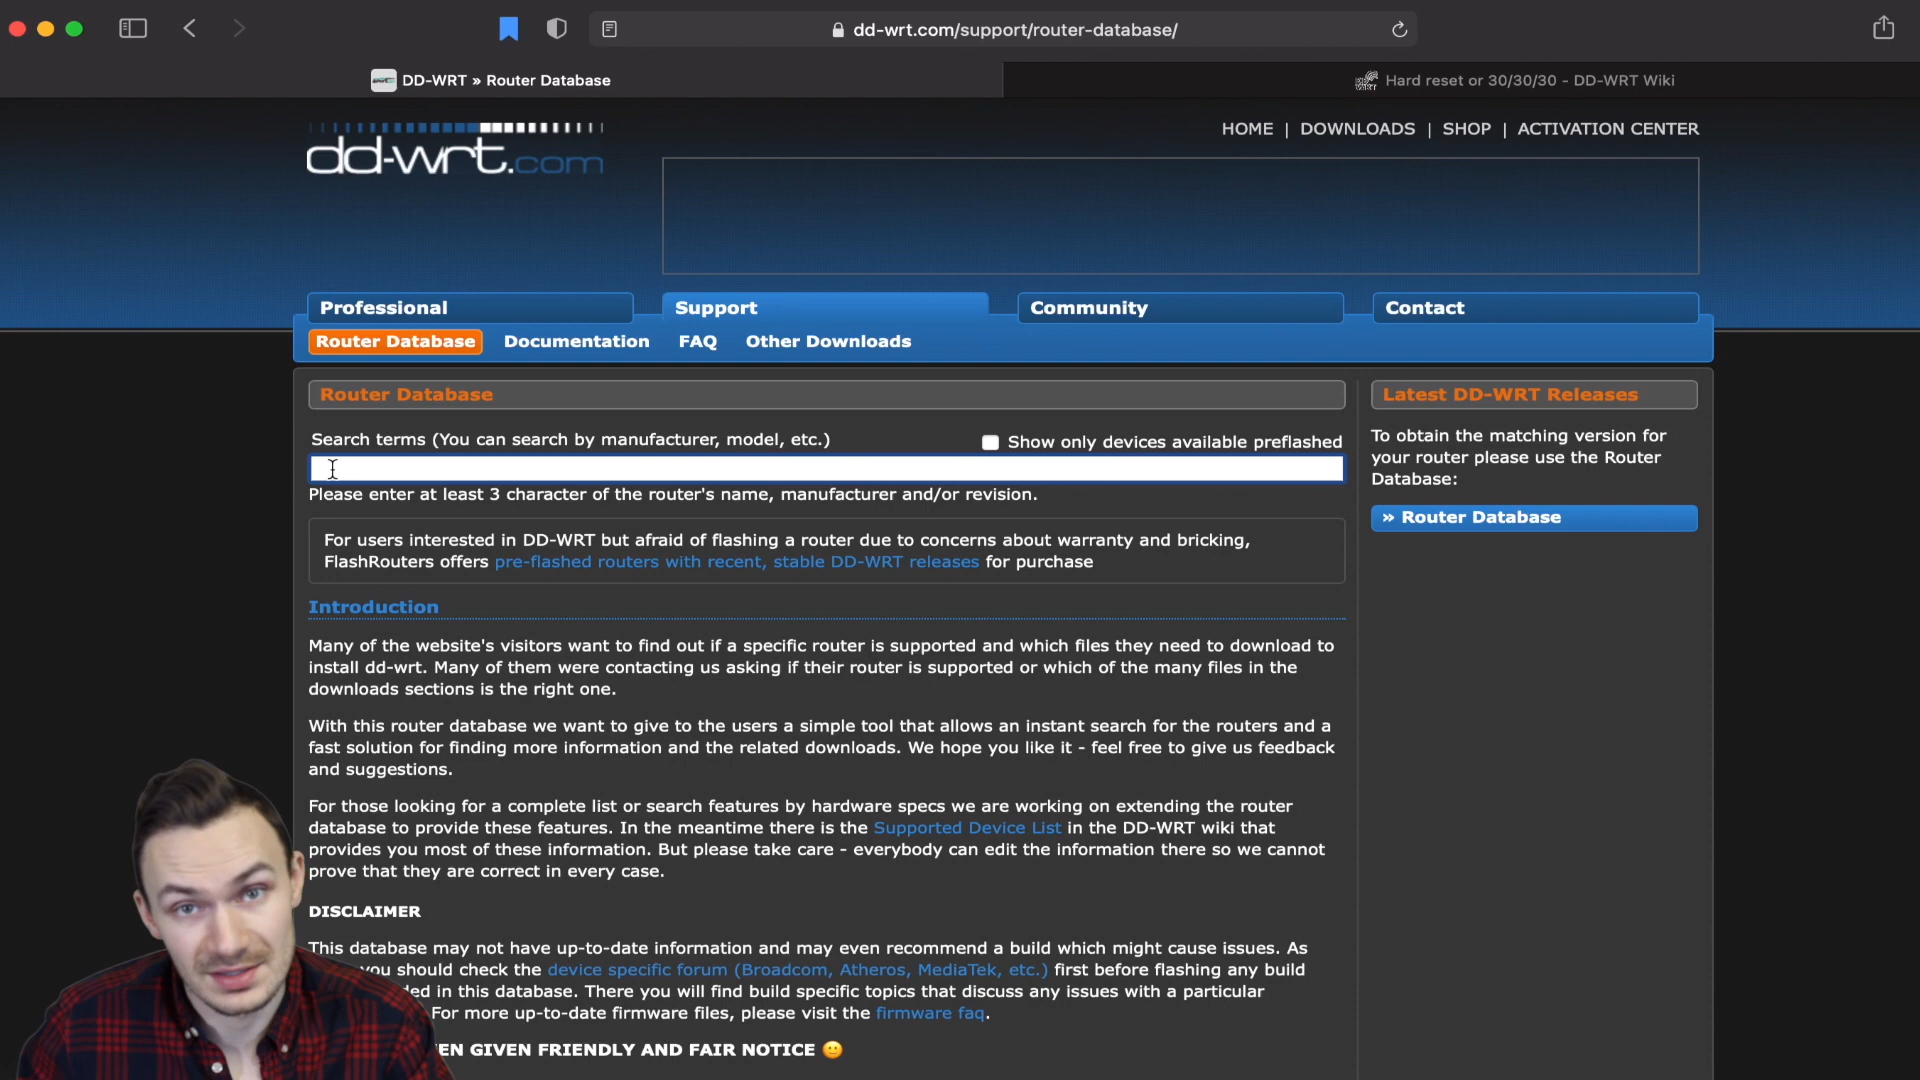 dd-wrt.com/support/router-database/
DD-WRT » Router Database
Hard reset or 30/30/30 - DD-WRT Wiki
dd-wrt.com
HOME | DOWNLOADS | SHOP | ACTIVATION CENTER
Professional
Support
Community
Contact
Router Database
Documentation
FAQ
Other Downloads
Router Database
Search terms (You can search by manufacturer, model, etc.)
Show only devices available preflashed
Please enter at least 3 character of the router's name, manufacturer and/or revision.
For users interested in DD-WRT but afraid of flashing a router due to concerns about warranty and bricking,
FlashRouters offers pre-flashed routers with recent, stable DD-WRT releases for purchase
Introduction
Many of the website's visitors want to find out if a specific router is supported and which files they need to download to
install dd-wrt. Many of them were contacting us asking if their router is supported or which of the many files in the
downloads sections is the right one.
With this router database we want to give to the users a simple tool that allows an instant search for the routers and a
fast solution for finding more information and the related downloads. We hope you like it - feel free to give us feedback
and suggestions.
For those looking for a complete list or search features by hardware specs we are working on extending the router
database to provide these features. In the meantime there is the Supported Device List in the DD-WRT wiki that
provides you most of these information. But please take care - everybody can edit the information there so we cannot
prove that they are correct in every case.
DISCLAIMER
This database may not have up-to-date information and may even recommend a build which might cause issues. As
you should check the device specific forum (Broadcom, Atheros, MediaTek, etc.) first before flashing any build
in this database. There you will find build specific topics that discuss any issues with a particular
For more up-to-date firmware files, please visit the firmware faq.
GIVEN FRIENDLY AND FAIR NOTICE 🙂
Latest DD-WRT Releases
To obtain the matching version for
your router please use the Router
Database:
» Router Database